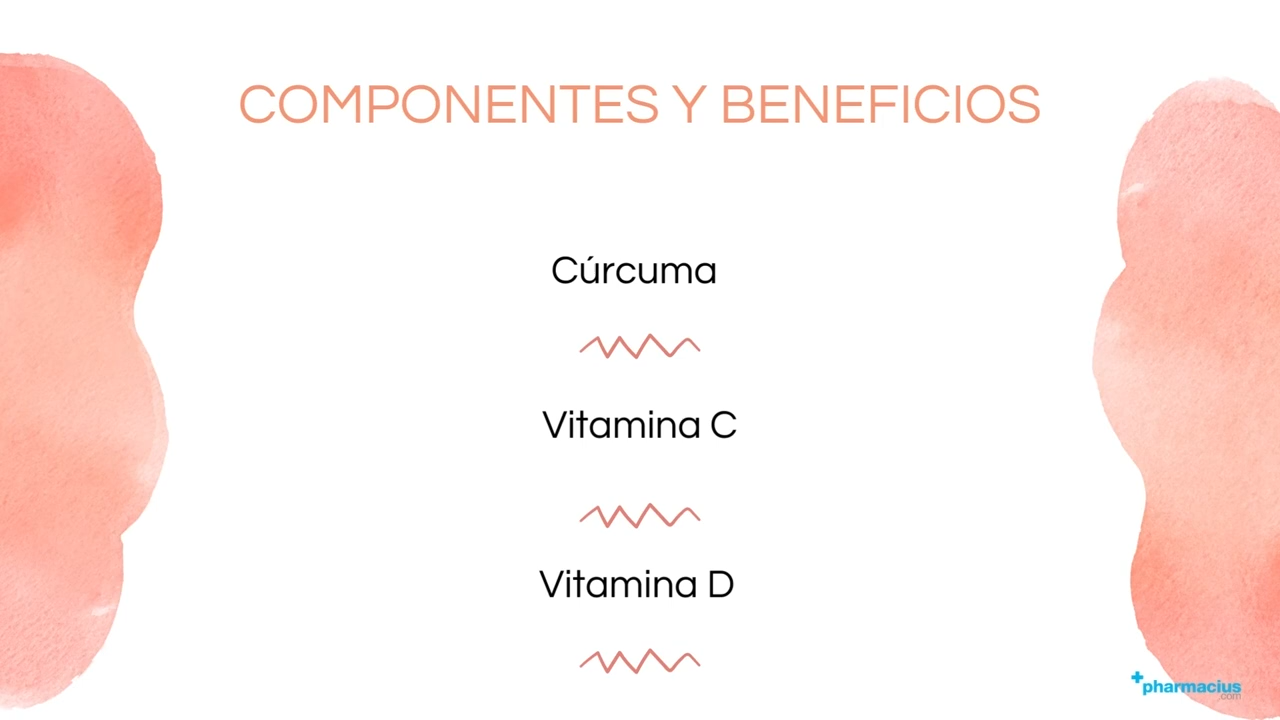 COMPONENTES Y BENEFICIOS
Cúrcuma
Vitamina C
Vitamina D
pharmacius
.com